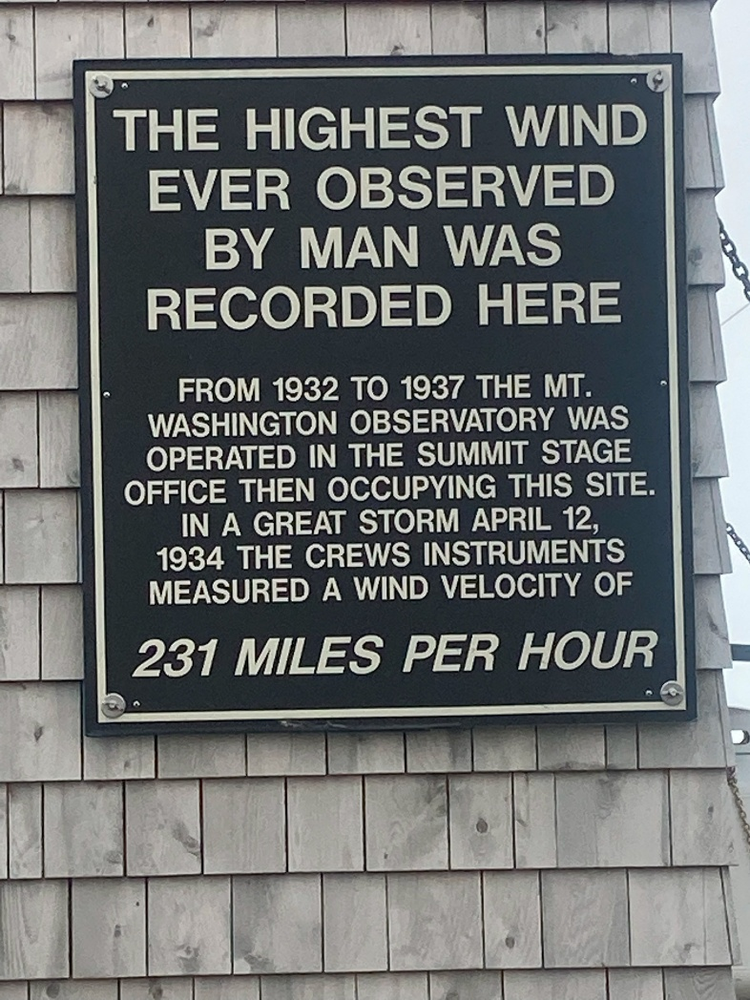 THE HIGHEST WIND
EVER OBSERVED
BY MAN WAS
RECORDED HERE
FROM 1932 TO 1937 THE MT.
WASHINGTON OBSERVATORY WAS
OPERATED IN THE SUMMIT STAGE
OFFICE THEN OCCUPYING THIS SITE.
IN A GREAT STORM APRIL 12,
1934 THE CREWS INSTRUMENTS
MEASURED A WIND VELOCITY OF
231 MILES PER HOUR